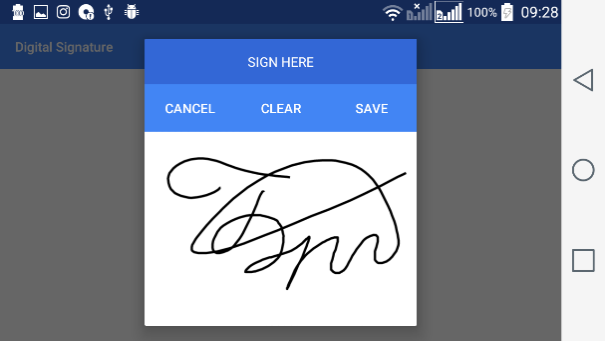 100% 09:28
Digital Signature
SIGN HERE
CANCEL CLEAR SAVE